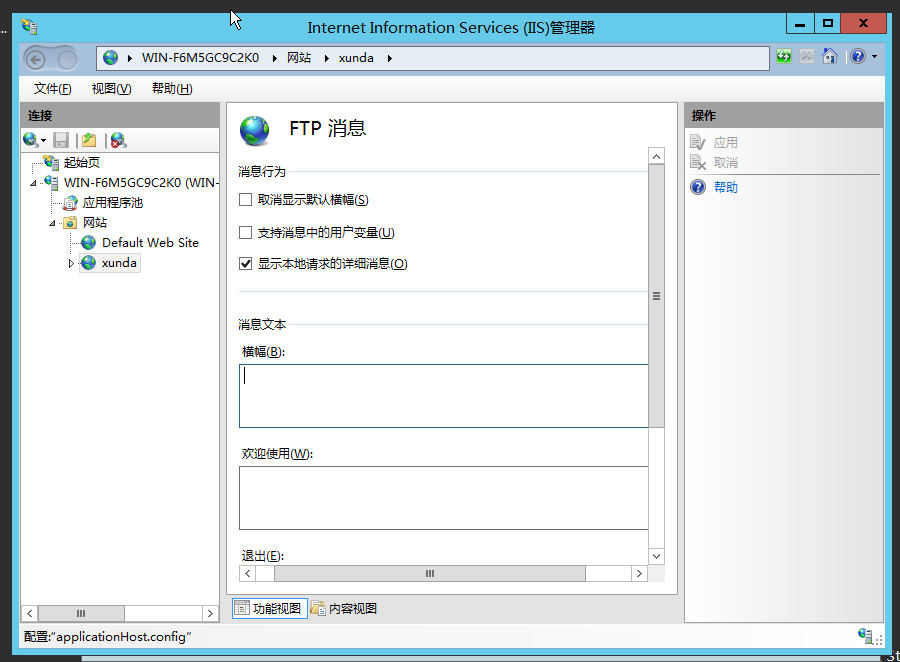 Internet Information Services (IIS)管理器
WIN-F6M5GC9C2K0 网站 xunda
文件(F) 视图(V) 帮助(H)
连接
起始页
WIN-F6M5GC9C2K0 (WIN-
应用程序池
网站
Default Web Site
xunda
FTP 消息
消息行为
取消显示默认横幅(S)
支持消息中的用户变量(U)
显示本地请求的详细消息(O)
消息文本
横幅(B):
欢迎使用(W):
退出(E):
功能视图 内容视图
操作
应用
取消
帮助
配置:“applicationHost.config”